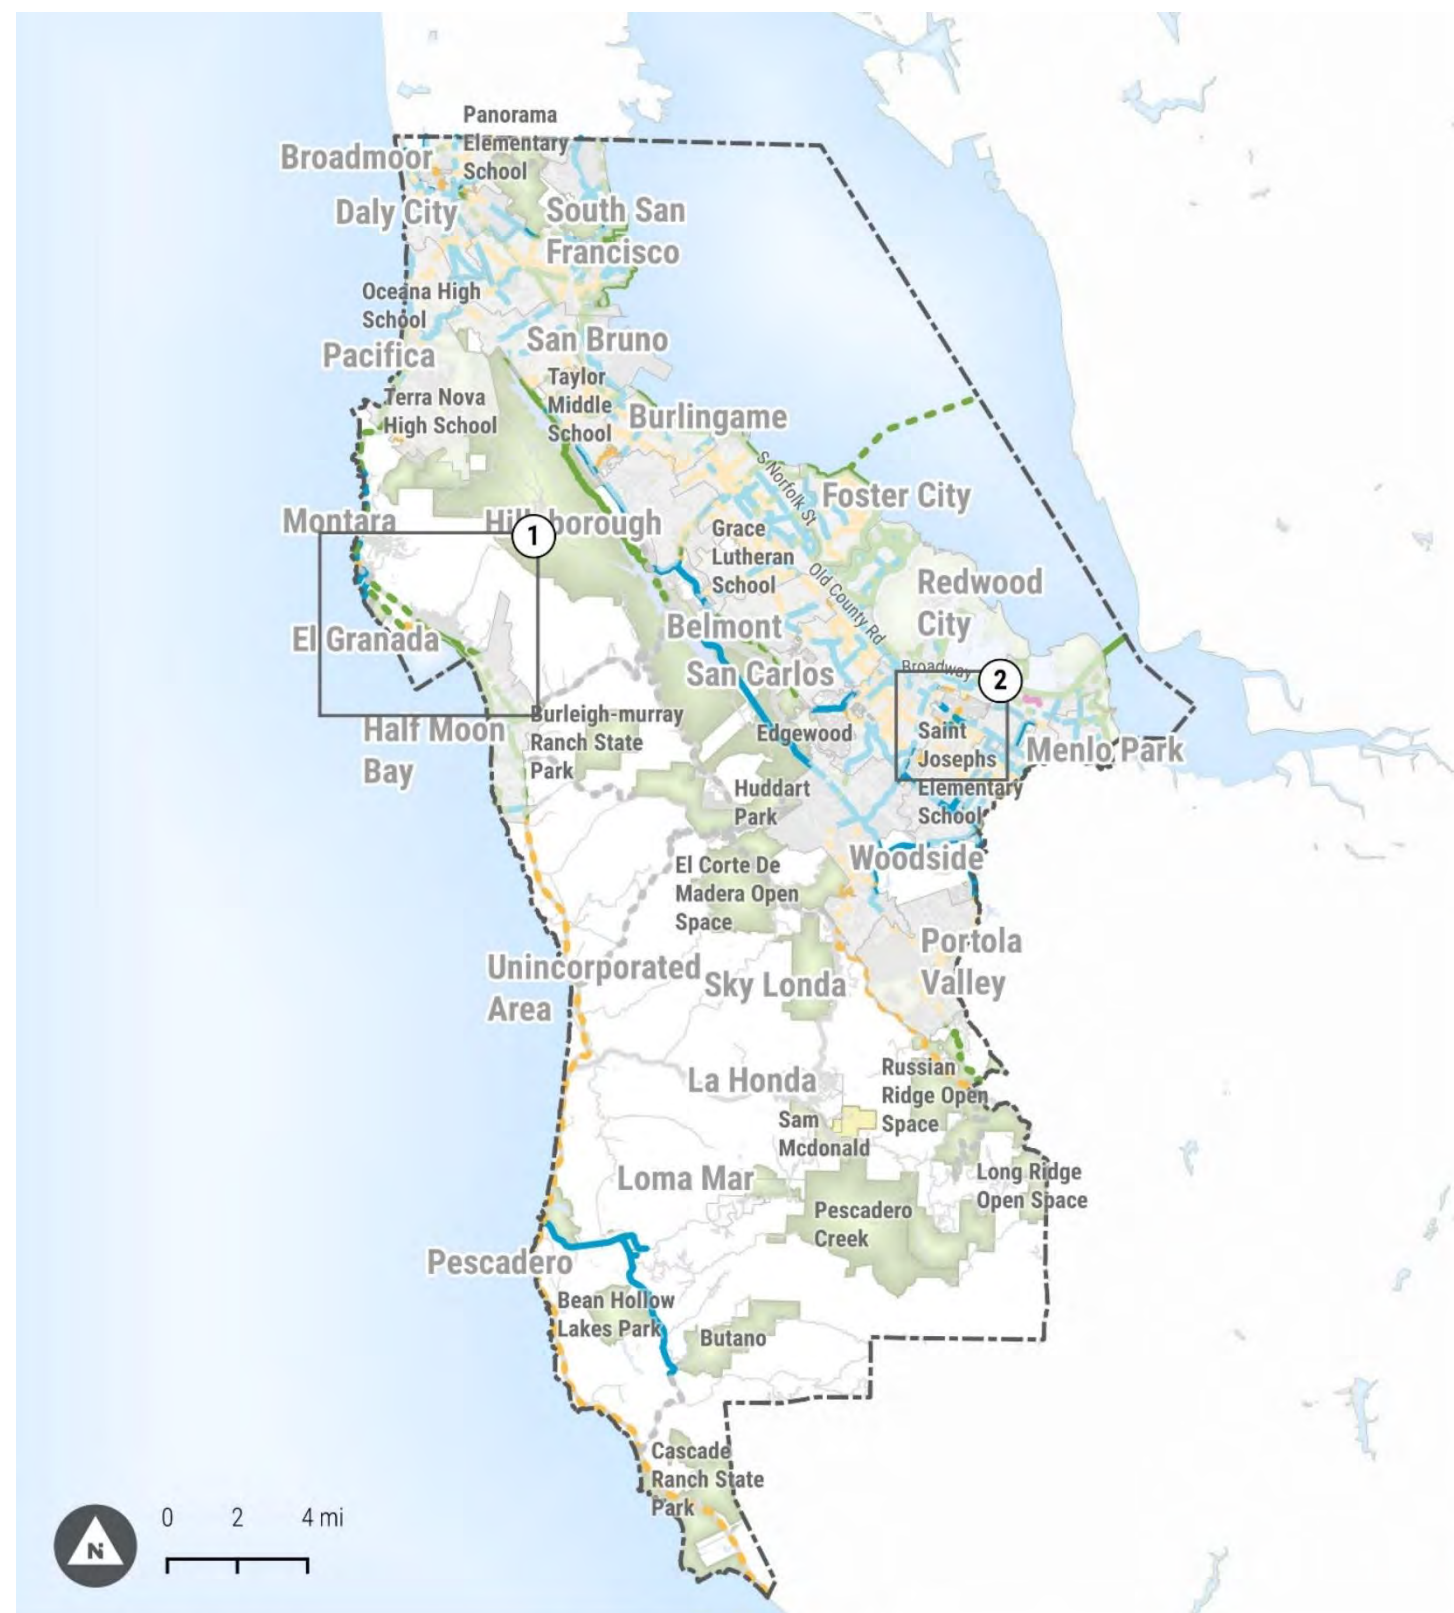 Panorama
Elementary
School
Broadmoor
Daly City
South San
Francisco
Oceana High
School
San Bruno
Pacifica
Taylor
Middle
School
Terra Nova
High School
Burlingame
S Norfolk St
Foster City
Montara
Hillsborough
1
Grace
Lutheran
School
Old County Rd
Redwood
City
El Granada
Belmont
San Carlos
Broadway
2
Burleigh-murray
Ranch State
Park
Half Moon
Bay
Edgewood
Saint
Josephs
Elementary
School
Menlo Park
Huddart
Park
Woodside
El Corte De
Madera Open
Space
Portola
Valley
Unincorporated
Area
Sky Londa
La Honda
Russian
Ridge Open
Space
Sam
Mcdonald
Loma Mar
Long Ridge
Open Space
Pescadero
Creek
Pescadero
Bean Hollow
Lakes Park
Butano
Cascade
Ranch State
Park
N
0 2 4 mi